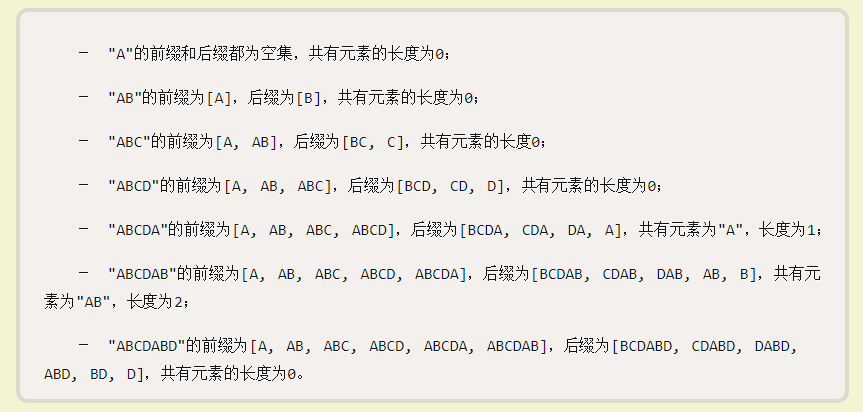 － "A"的前缀和后缀都为空集，共有元素的长度为0；
－ "AB"的前缀为[A]，后缀为[B]，共有元素的长度为0；
－ "ABC"的前缀为[A, AB]，后缀为[BC, C]，共有元素的长度0；
－ "ABCD"的前缀为[A, AB, ABC]，后缀为[BCD, CD, D]，共有元素的长度为0；
－ "ABCDA"的前缀为[A, AB, ABC, ABCD]，后缀为[BCDA, CDA, DA, A]，共有元素为"A"，长度为1；
－ "ABCDAB"的前缀为[A, AB, ABC, ABCD, ABCDA]，后缀为[BCDAB, CDAB, DAB, AB, B]，共有元
素为"AB"，长度为2；
－ "ABCDABD"的前缀为[A, AB, ABC, ABCD, ABCDA, ABCDAB]，后缀为[BCDABD, CDABD, DABD,
ABD, BD, D]，共有元素的长度为0。